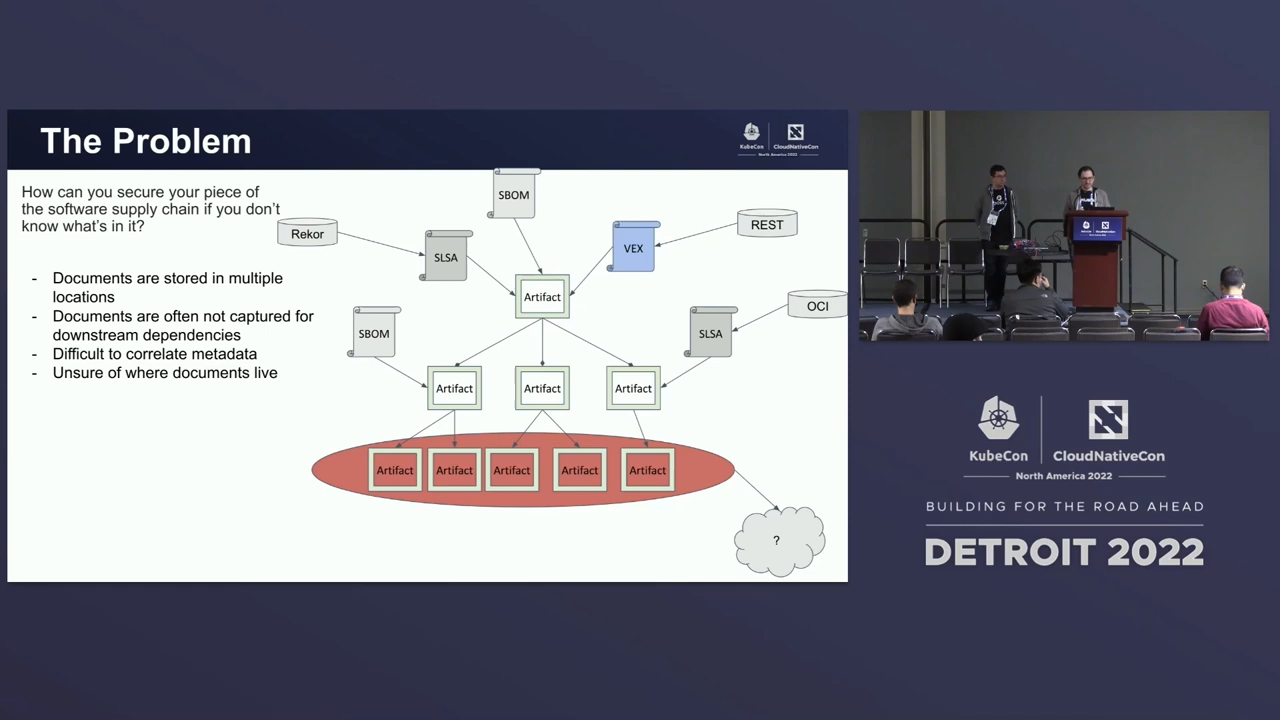 The Problem
KubeCon
CloudNativeCon
North America 2022
How can you secure your piece of
the software supply chain if you don't
know what's in it?
- Documents are stored in multiple
locations
- Documents are often not captured for
downstream dependencies
- Difficult to correlate metadata
- Unsure of where documents live
SBOM
Rekor
REST
SLSA
VEX
Artifact
OCI
SBOM
SLSA
Artifact
Artifact
Artifact
Artifact
Artifact
Artifact
Artifact
Artifact
?
KubeCon
CloudNativeCon
North America 2022
BUILDING FOR THE ROAD AHEAD
DETROIT 2022